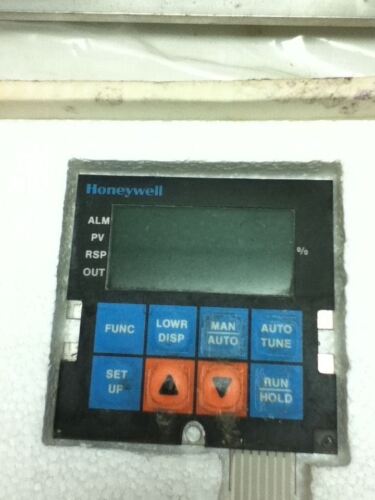 Honeywell
ALM
PV
RSP
OUT
%
FUNC
LOWR
DISP
MAN
AUTO
AUTO
TUNE
SET
UP
▲
▼
RUN
HOLD